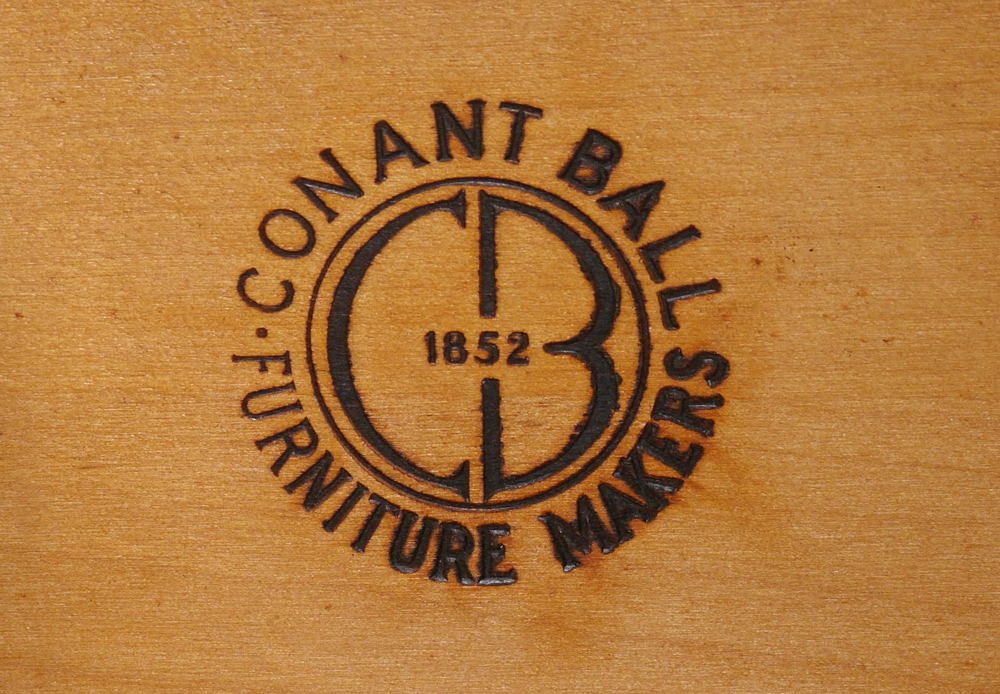 CONANT BALL
CB
1852
· FURNITURE MAKERS